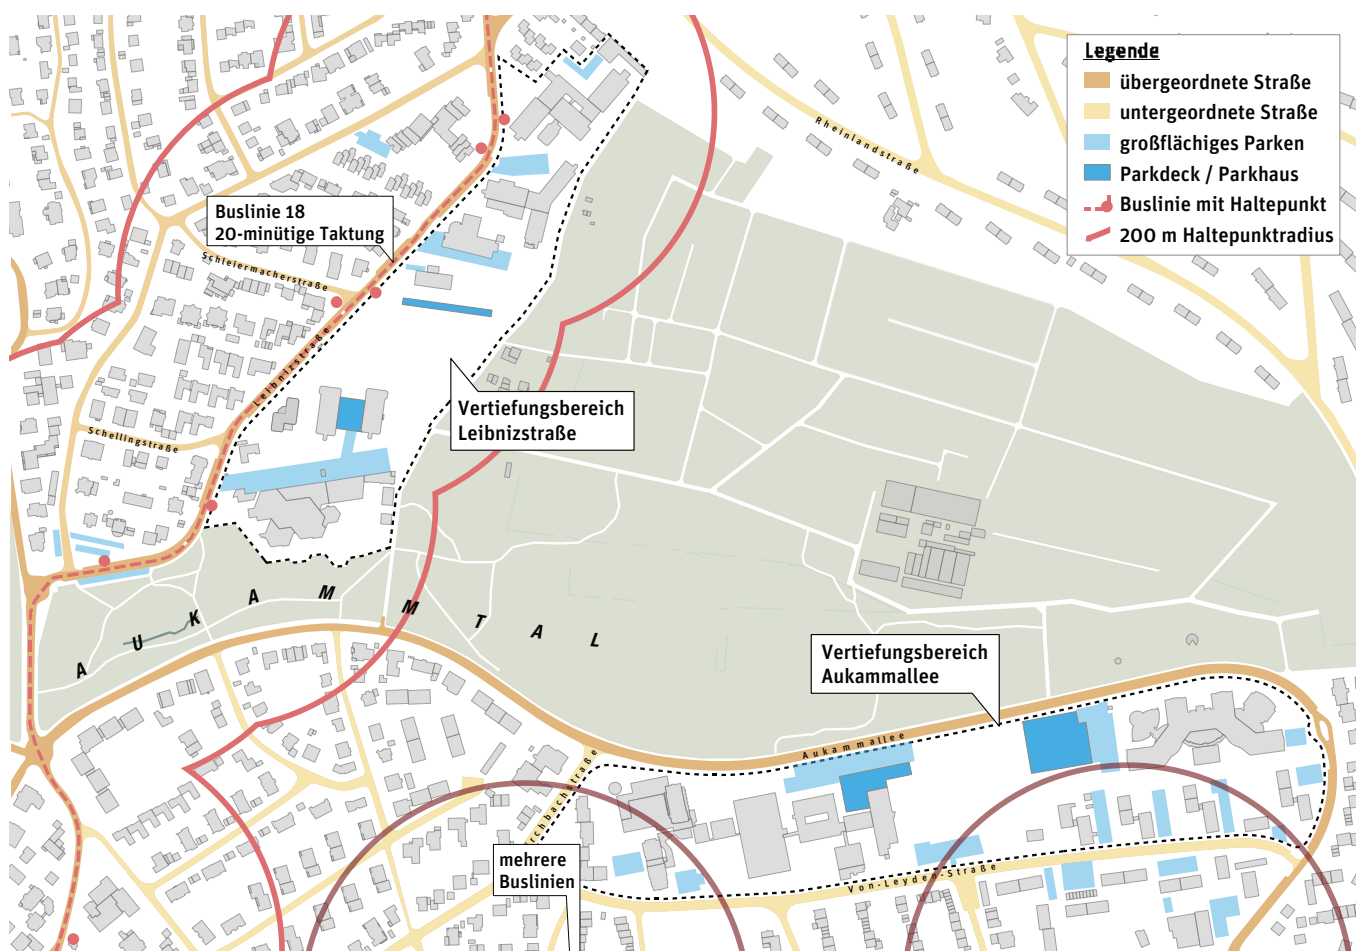 Legende
übergeordnete Straße
untergeordnete Straße
großflächiges Parken
Parkdeck / Parkhaus
Buslinie mit Haltepunkt
200 m Haltepunktradius
Rheinlandstraße
Buslinie 18
20-minütige Taktung
Schleiermacherstraße
Leibnizstraße
Vertiefungsbereich
Leibnizstraße
Schellingstraße
AUKAMMTAL
Vertiefungsbereich
Aukammallee
Aukammallee
mehrere
Buslinien
Von-Leyden-Straße